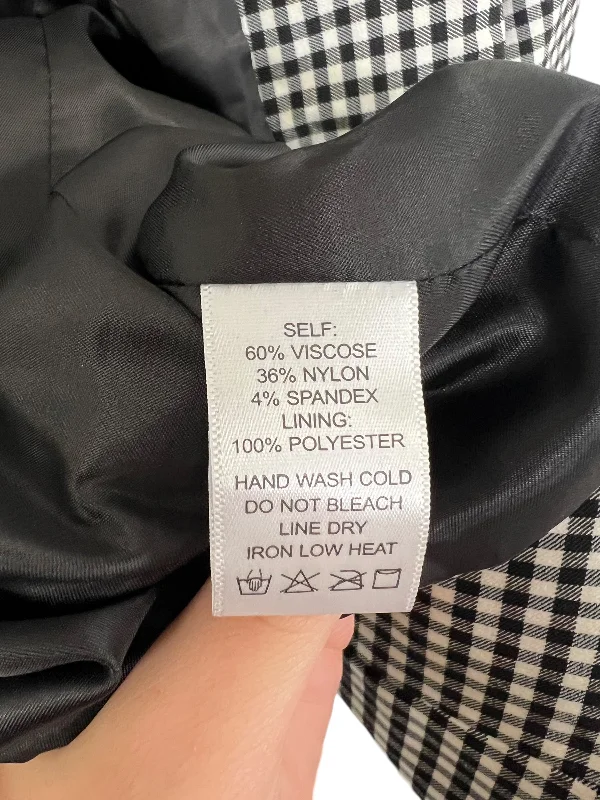 SELF:
60% VISCOSE
36% NYLON
4% SPANDEX
LINING:
100% POLYESTER
HAND WASH COLD
DO NOT BLEACH
LINE DRY
IRON LOW HEAT